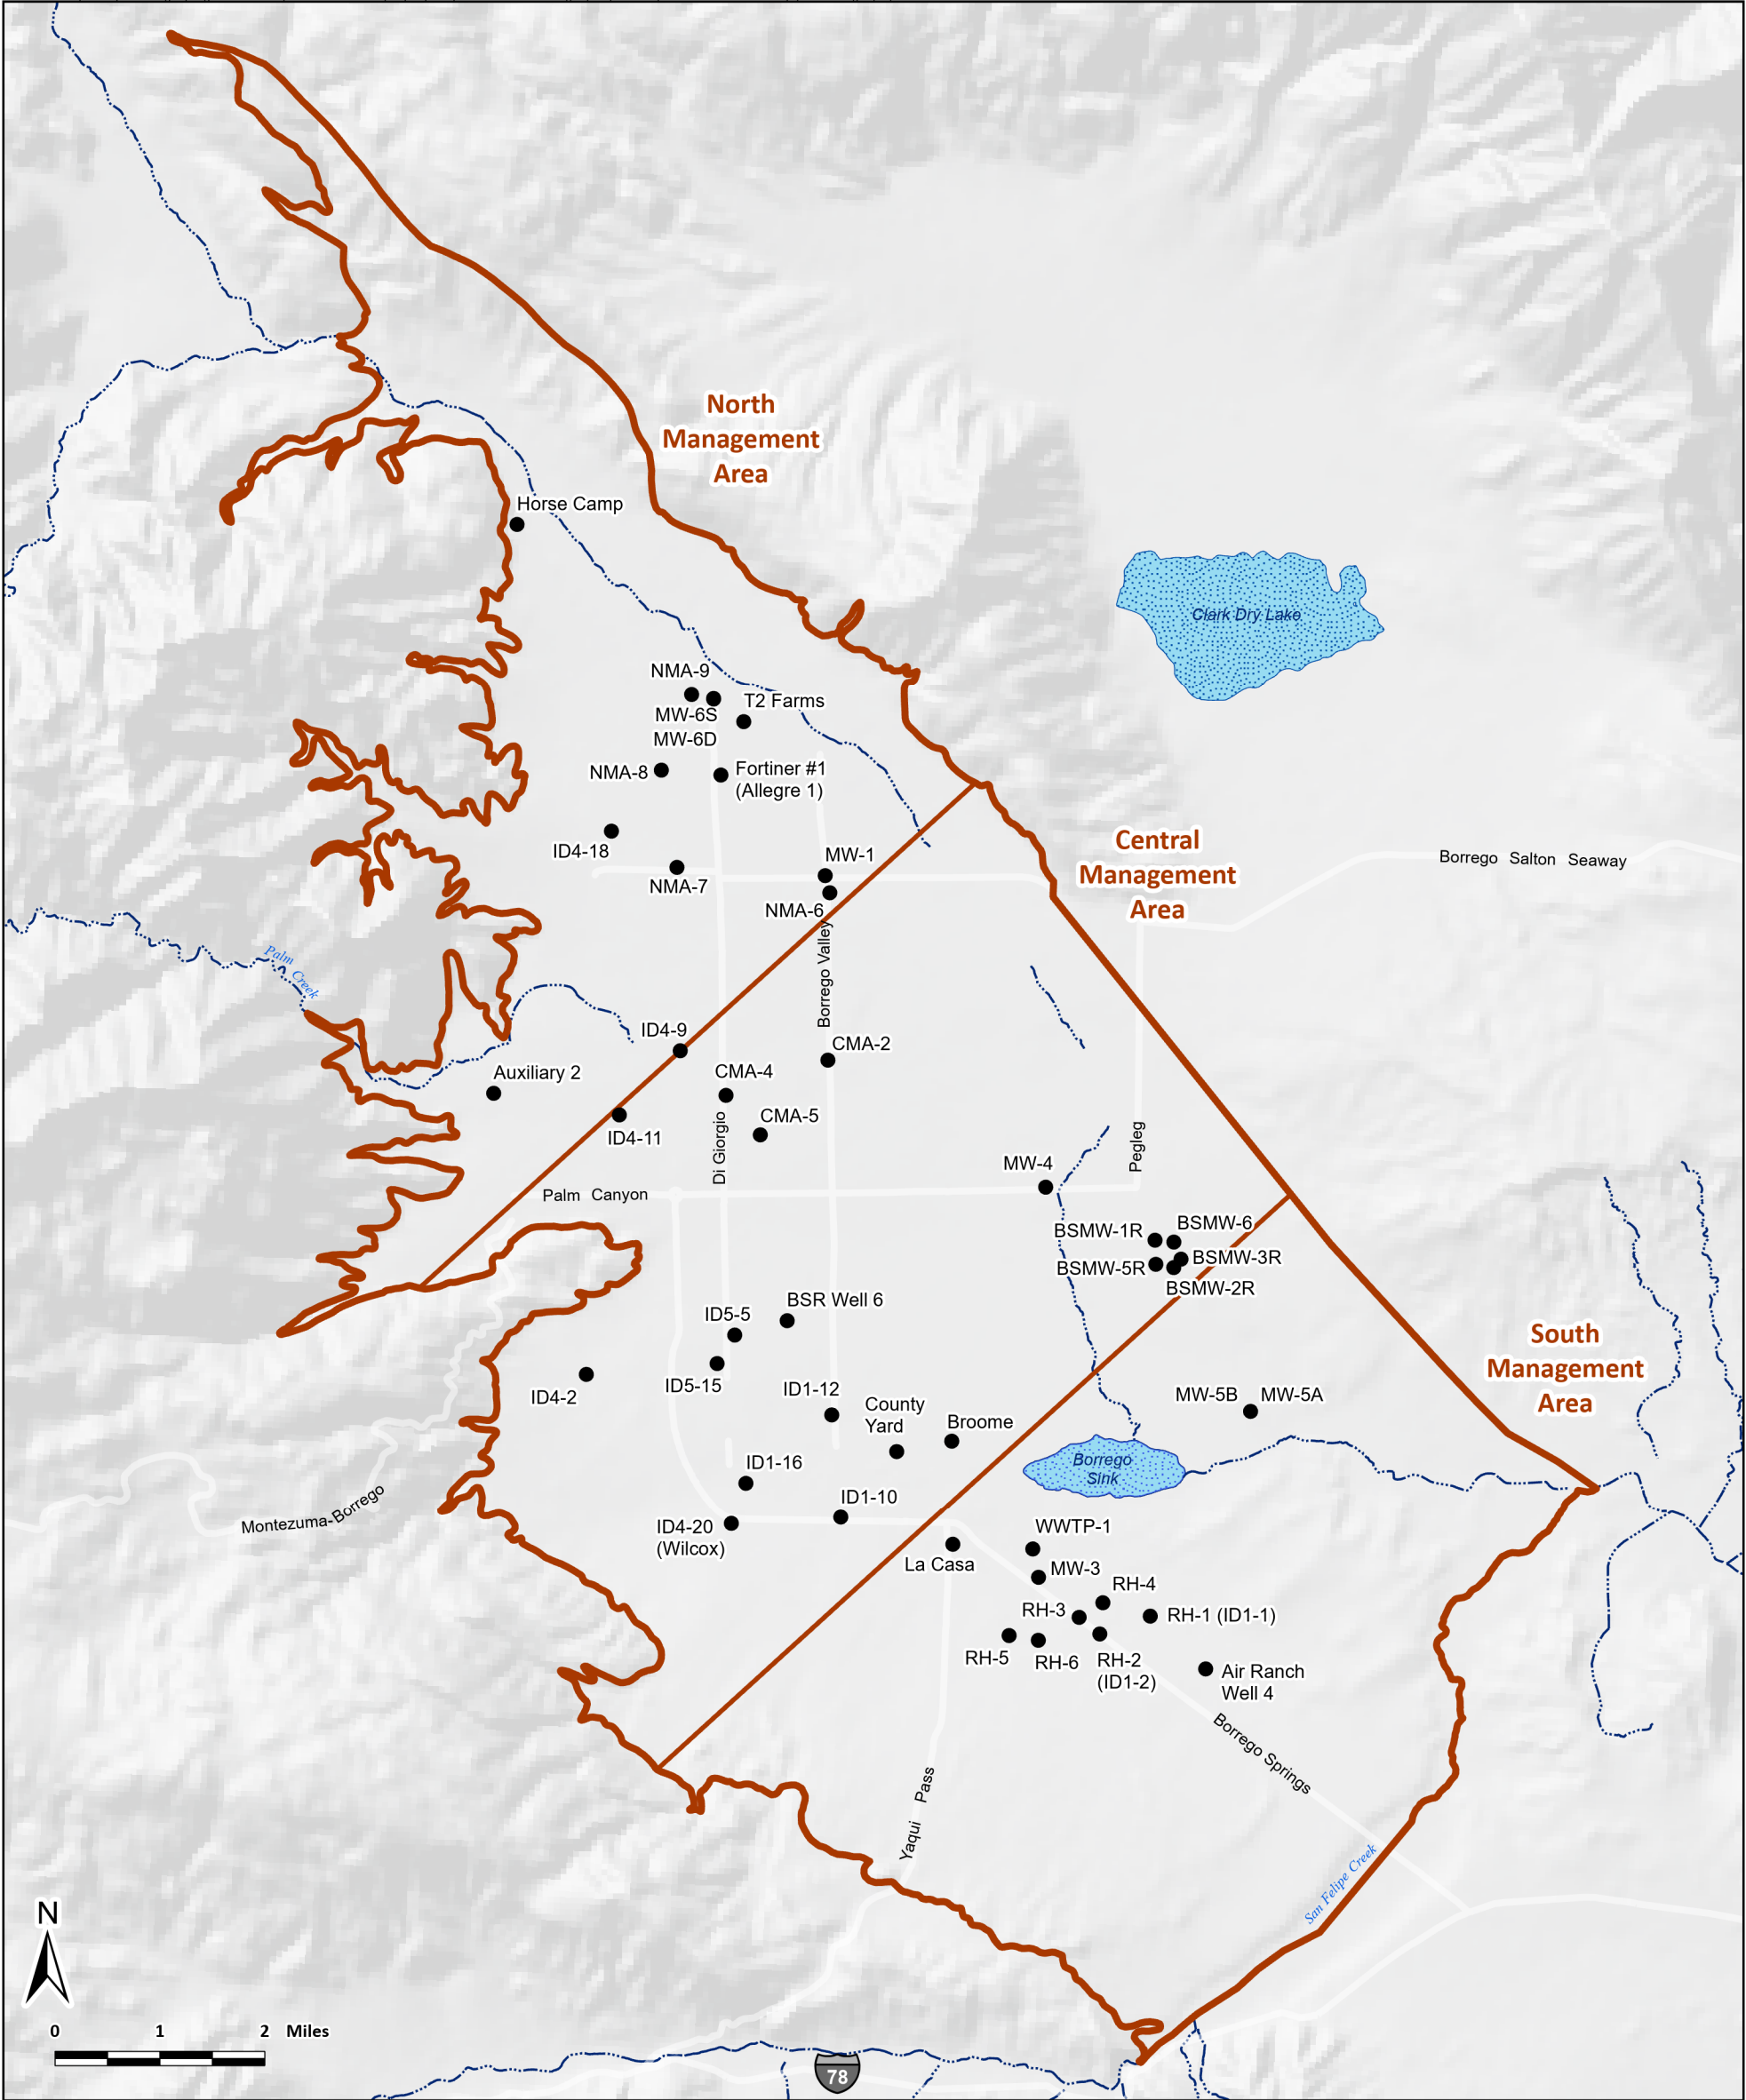 North
Management
Area
Horse Camp
Clark Dry Lake
NMA-9
T2 Farms
MW-6S
MW-6D
NMA-8
Fortiner #1
(Allegre 1)
ID4-18
MW-1
NMA-7
NMA-6
Central
Management
Area
Borrego Salton Seaway
Borrego Valley
Palm
Creek
ID4-9
CMA-2
Auxiliary 2
CMA-4
CMA-5
ID4-11
Di Giorgio
Pegleg
MW-4
Palm Canyon
BSMW-6
BSMW-1R
BSMW-3R
BSMW-5R
BSMW-2R
BSR Well 6
ID5-5
South
Management
Area
ID5-15
ID4-2
ID1-12
County
Yard
Broome
MW-5B
MW-5A
Borrego
Sink
ID1-16
ID1-10
Montezuma-Borrego
ID4-20
(Wilcox)
WWTP-1
La Casa
MW-3
RH-4
RH-3
RH-1 (ID1-1)
RH-5
RH-6
RH-2
(ID1-2)
Air Ranch
Well 4
Borrego Springs
Yaqui Pass
San Felipe Creek
N
0 1 2 Miles
78